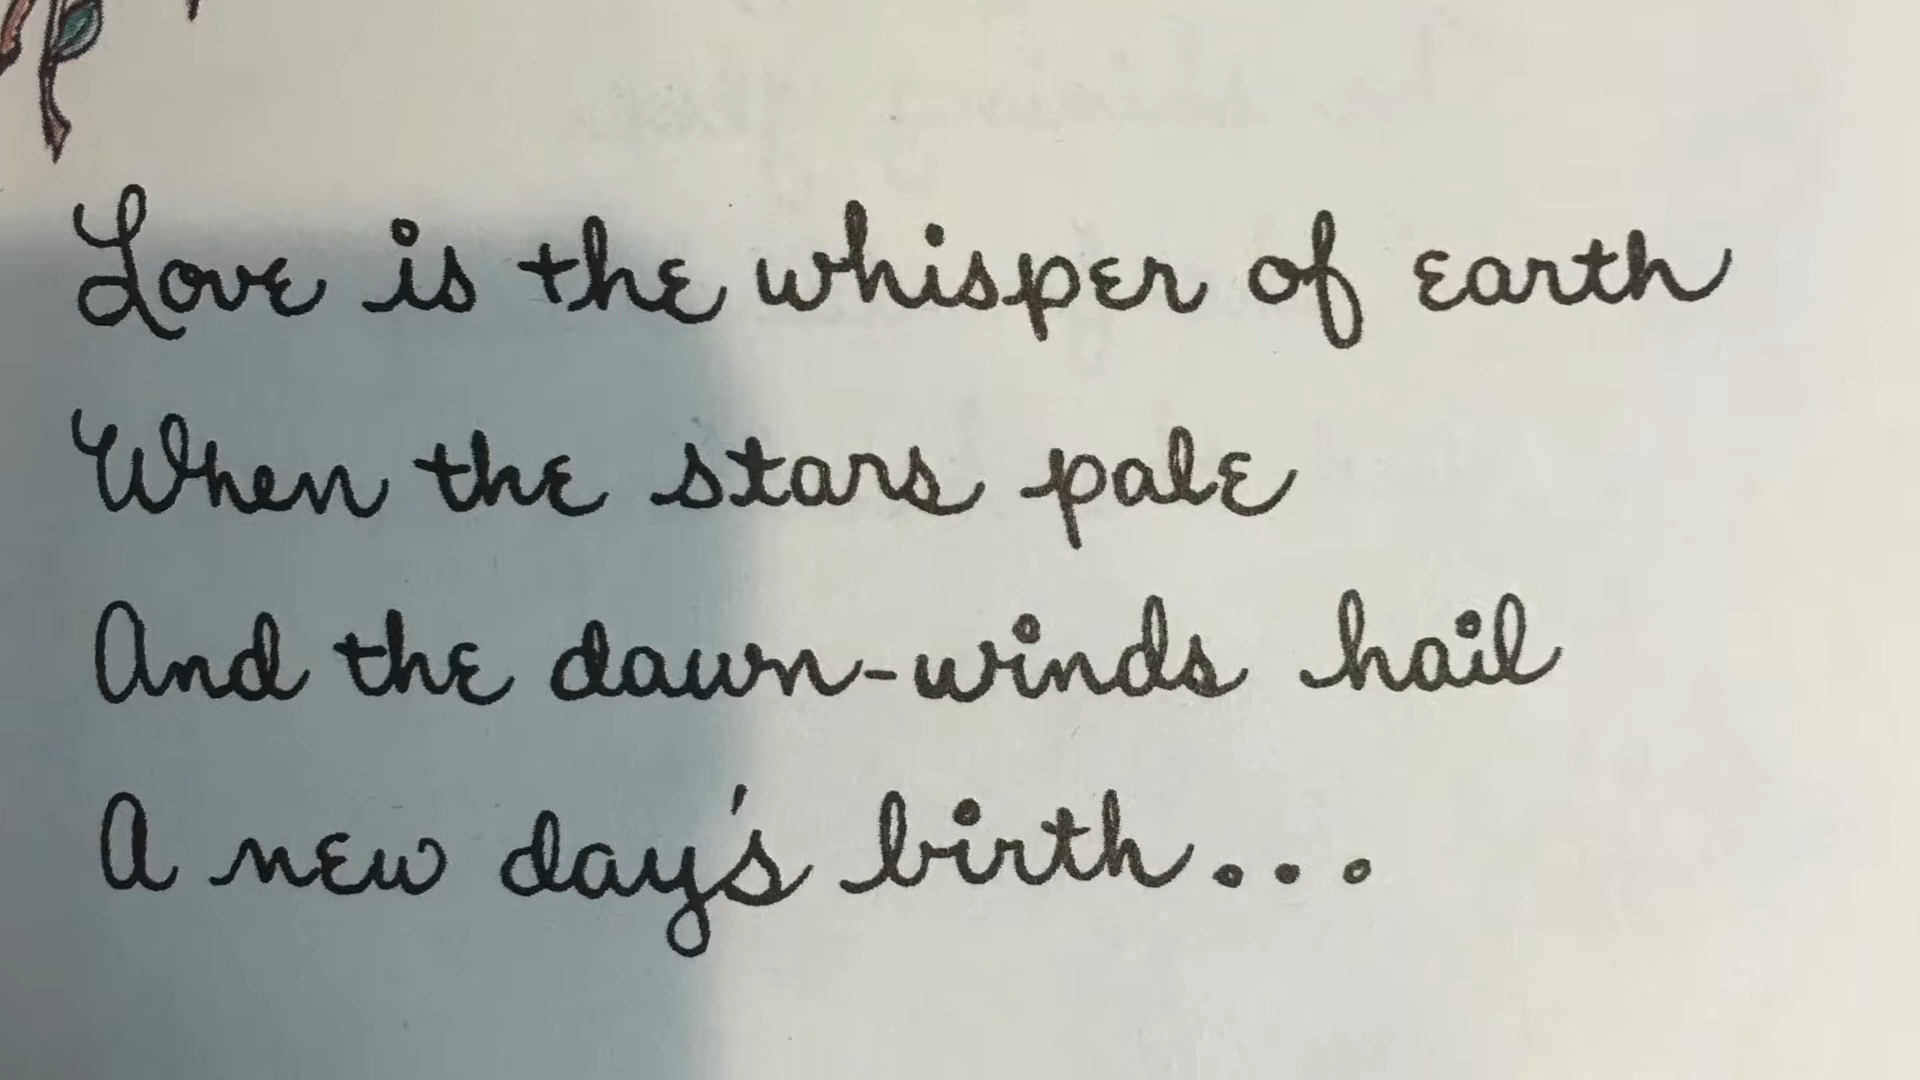 Love is the whisper of earth
When the stars pale
And the dawn-winds hail
A new day's birth...